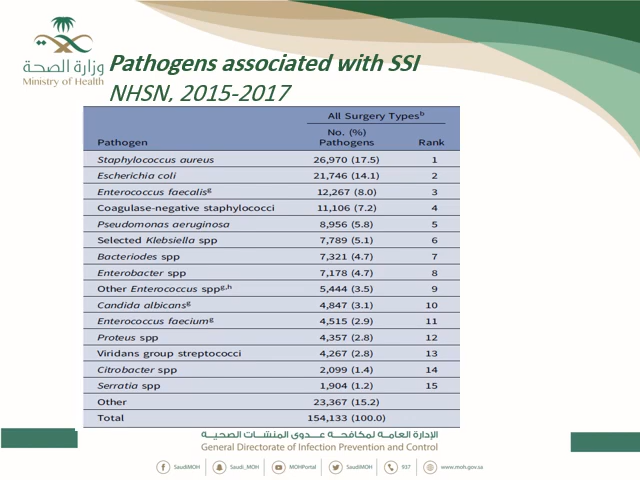 وزارة الصحة
Ministry of Health
Pathogens associated with SSI
NHSN, 2015-2017
All Surgery Typesᵇ
No. (%)
Pathogen Pathogens Rank
Staphylococcus aureus 26,970 (17.5) 1
Escherichia coli 21,746 (14.1) 2
Enterococcus faecalisᵍ 12,267 (8.0) 3
Coagulase-negative staphylococci 11,106 (7.2) 4
Pseudomonas aeruginosa 8,956 (5.8) 5
Selected Klebsiella spp 7,789 (5.1) 6
Bacteriodes spp 7,321 (4.7) 7
Enterobacter spp 7,178 (4.7) 8
Other Enterococcus sppᵍ,ʰ 5,444 (3.5) 9
Candida albicansᵍ 4,847 (3.1) 10
Enterococcus faeciumᵍ 4,515 (2.9) 11
Proteus spp 4,357 (2.8) 12
Viridans group streptococci 4,267 (2.8) 13
Citrobacter spp 2,099 (1.4) 14
Serratia spp 1,904 (1.2) 15
Other 23,367 (15.2)
Total 154,133 (100.0)
الإدارة العامة لمكافحة عدوى المنشآت الصحية
General Directorate of Infection Prevention and Control
SaudiMOH Saudi_MOH MOHPortal SaudiMOH 937 www.moh.gov.sa